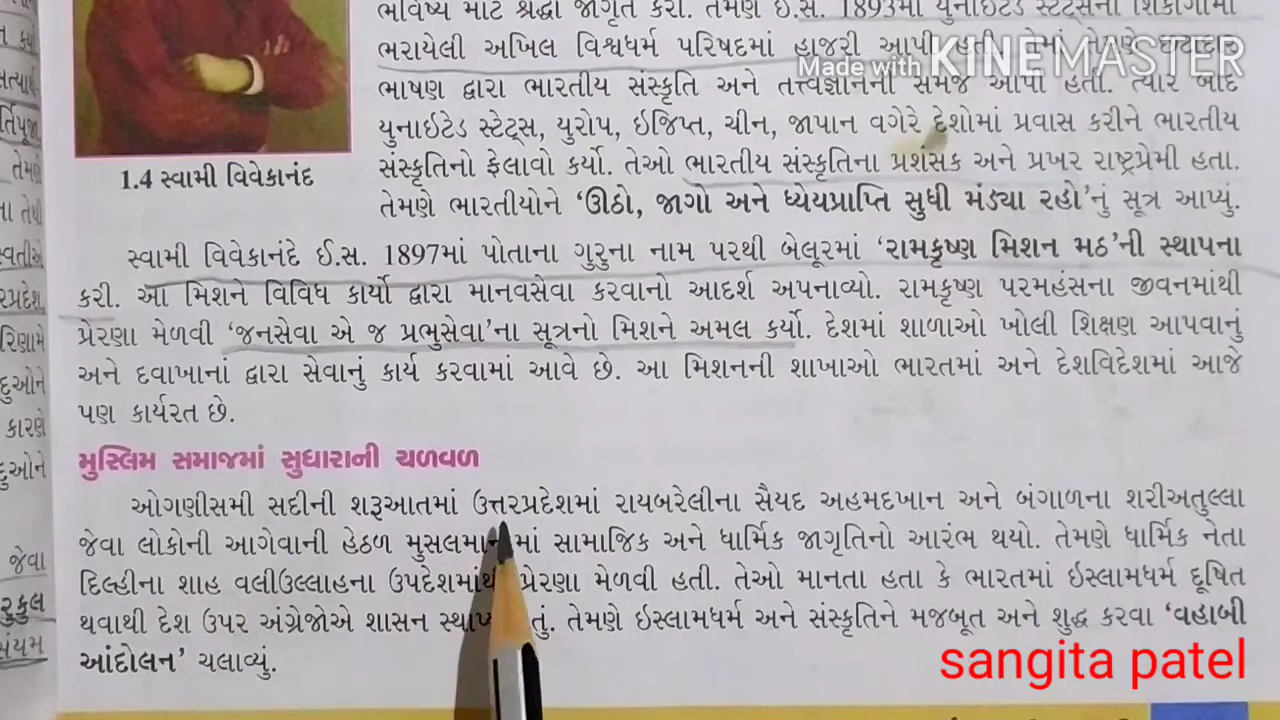 ભવિષ્ય માટે શ્રદ્ધા જાગૃત કરી. તેમણે ઈ.સ. 1893માં યુનાઇટેડ સ્ટેટ્સના શિકાગોમાં
ભરાયેલી અખિલ વિશ્વધર્મ પરિષદમાં હાજરી આપી હતી
Made with KINEMASTER
ભાષણ દ્વારા ભારતીય સંસ્કૃતિ અને તત્ત્વજ્ઞાનની સમજ આપી હતી. ત્યાર બાદ
યુનાઇટેડ સ્ટેટ્સ, યુરોપ, ઇજિપ્ત, ચીન, જાપાન વગેરે દેશોમાં પ્રવાસ કરીને ભારતીય
સંસ્કૃતિનો ફેલાવો કર્યો. તેઓ ભારતીય સંસ્કૃતિના પ્રશંસક અને પ્રખર રાષ્ટ્રપ્રેમી હતા.
1.4 સ્વામી વિવેકાનંદ
તેમણે ભારતીયોને ‘ઊઠો, જાગો અને ધ્યેયપ્રાપ્તિ સુધી મંડ્યા રહો’નું સૂત્ર આપ્યું.
સ્વામી વિવેકાનંદે ઈ.સ. 1897માં પોતાના ગુરુના નામ પરથી બેલૂરમાં ‘રામકૃષ્ણ મિશન મઠ’ની સ્થાપના
કરી. આ મિશને વિવિધ કાર્યો દ્વારા માનવસેવા કરવાનો આદર્શ અપનાવ્યો. રામકૃષ્ણ પરમહંસના જીવનમાંથી
પ્રેરણા મેળવી ‘જનસેવા એ જ પ્રભુસેવા’ના સૂત્રનો મિશને અમલ કર્યો. દેશમાં શાળાઓ ખોલી શિક્ષણ આપવાનું
અને દવાખાનાં દ્વારા સેવાનું કાર્ય કરવામાં આવે છે. આ મિશનની શાખાઓ ભારતમાં અને દેશવિદેશમાં આજે
પણ કાર્યરત છે.
મુસ્લિમ સમાજમાં સુધારાની ચળવળ
ઓગણીસમી સદીની શરૂઆતમાં ઉત્તરપ્રદેશમાં રાયબરેલીના સૈયદ અહમદખાન અને બંગાળના શરીઅતુલ્લા
જેવા લોકોની આગેવાની હેઠળ મુસલમાનોમાં સામાજિક અને ધાર્મિક જાગૃતિનો આરંભ થયો. તેમણે ધાર્મિક નેતા
દિલ્હીના શાહ વલીઉલ્લાહના ઉપદેશમાંથી પ્રેરણા મેળવી હતી. તેઓ માનતા હતા કે ભારતમાં ઇસ્લામધર્મ દૂષિત
થવાથી દેશ ઉપર અંગ્રેજોએ શાસન તેમણે ઇસ્લામધર્મ અને સંસ્કૃતિને મજબૂત અને શુદ્ધ કરવા ‘વહાબી
આંદોલન’ ચલાવ્યું.
sangita patel